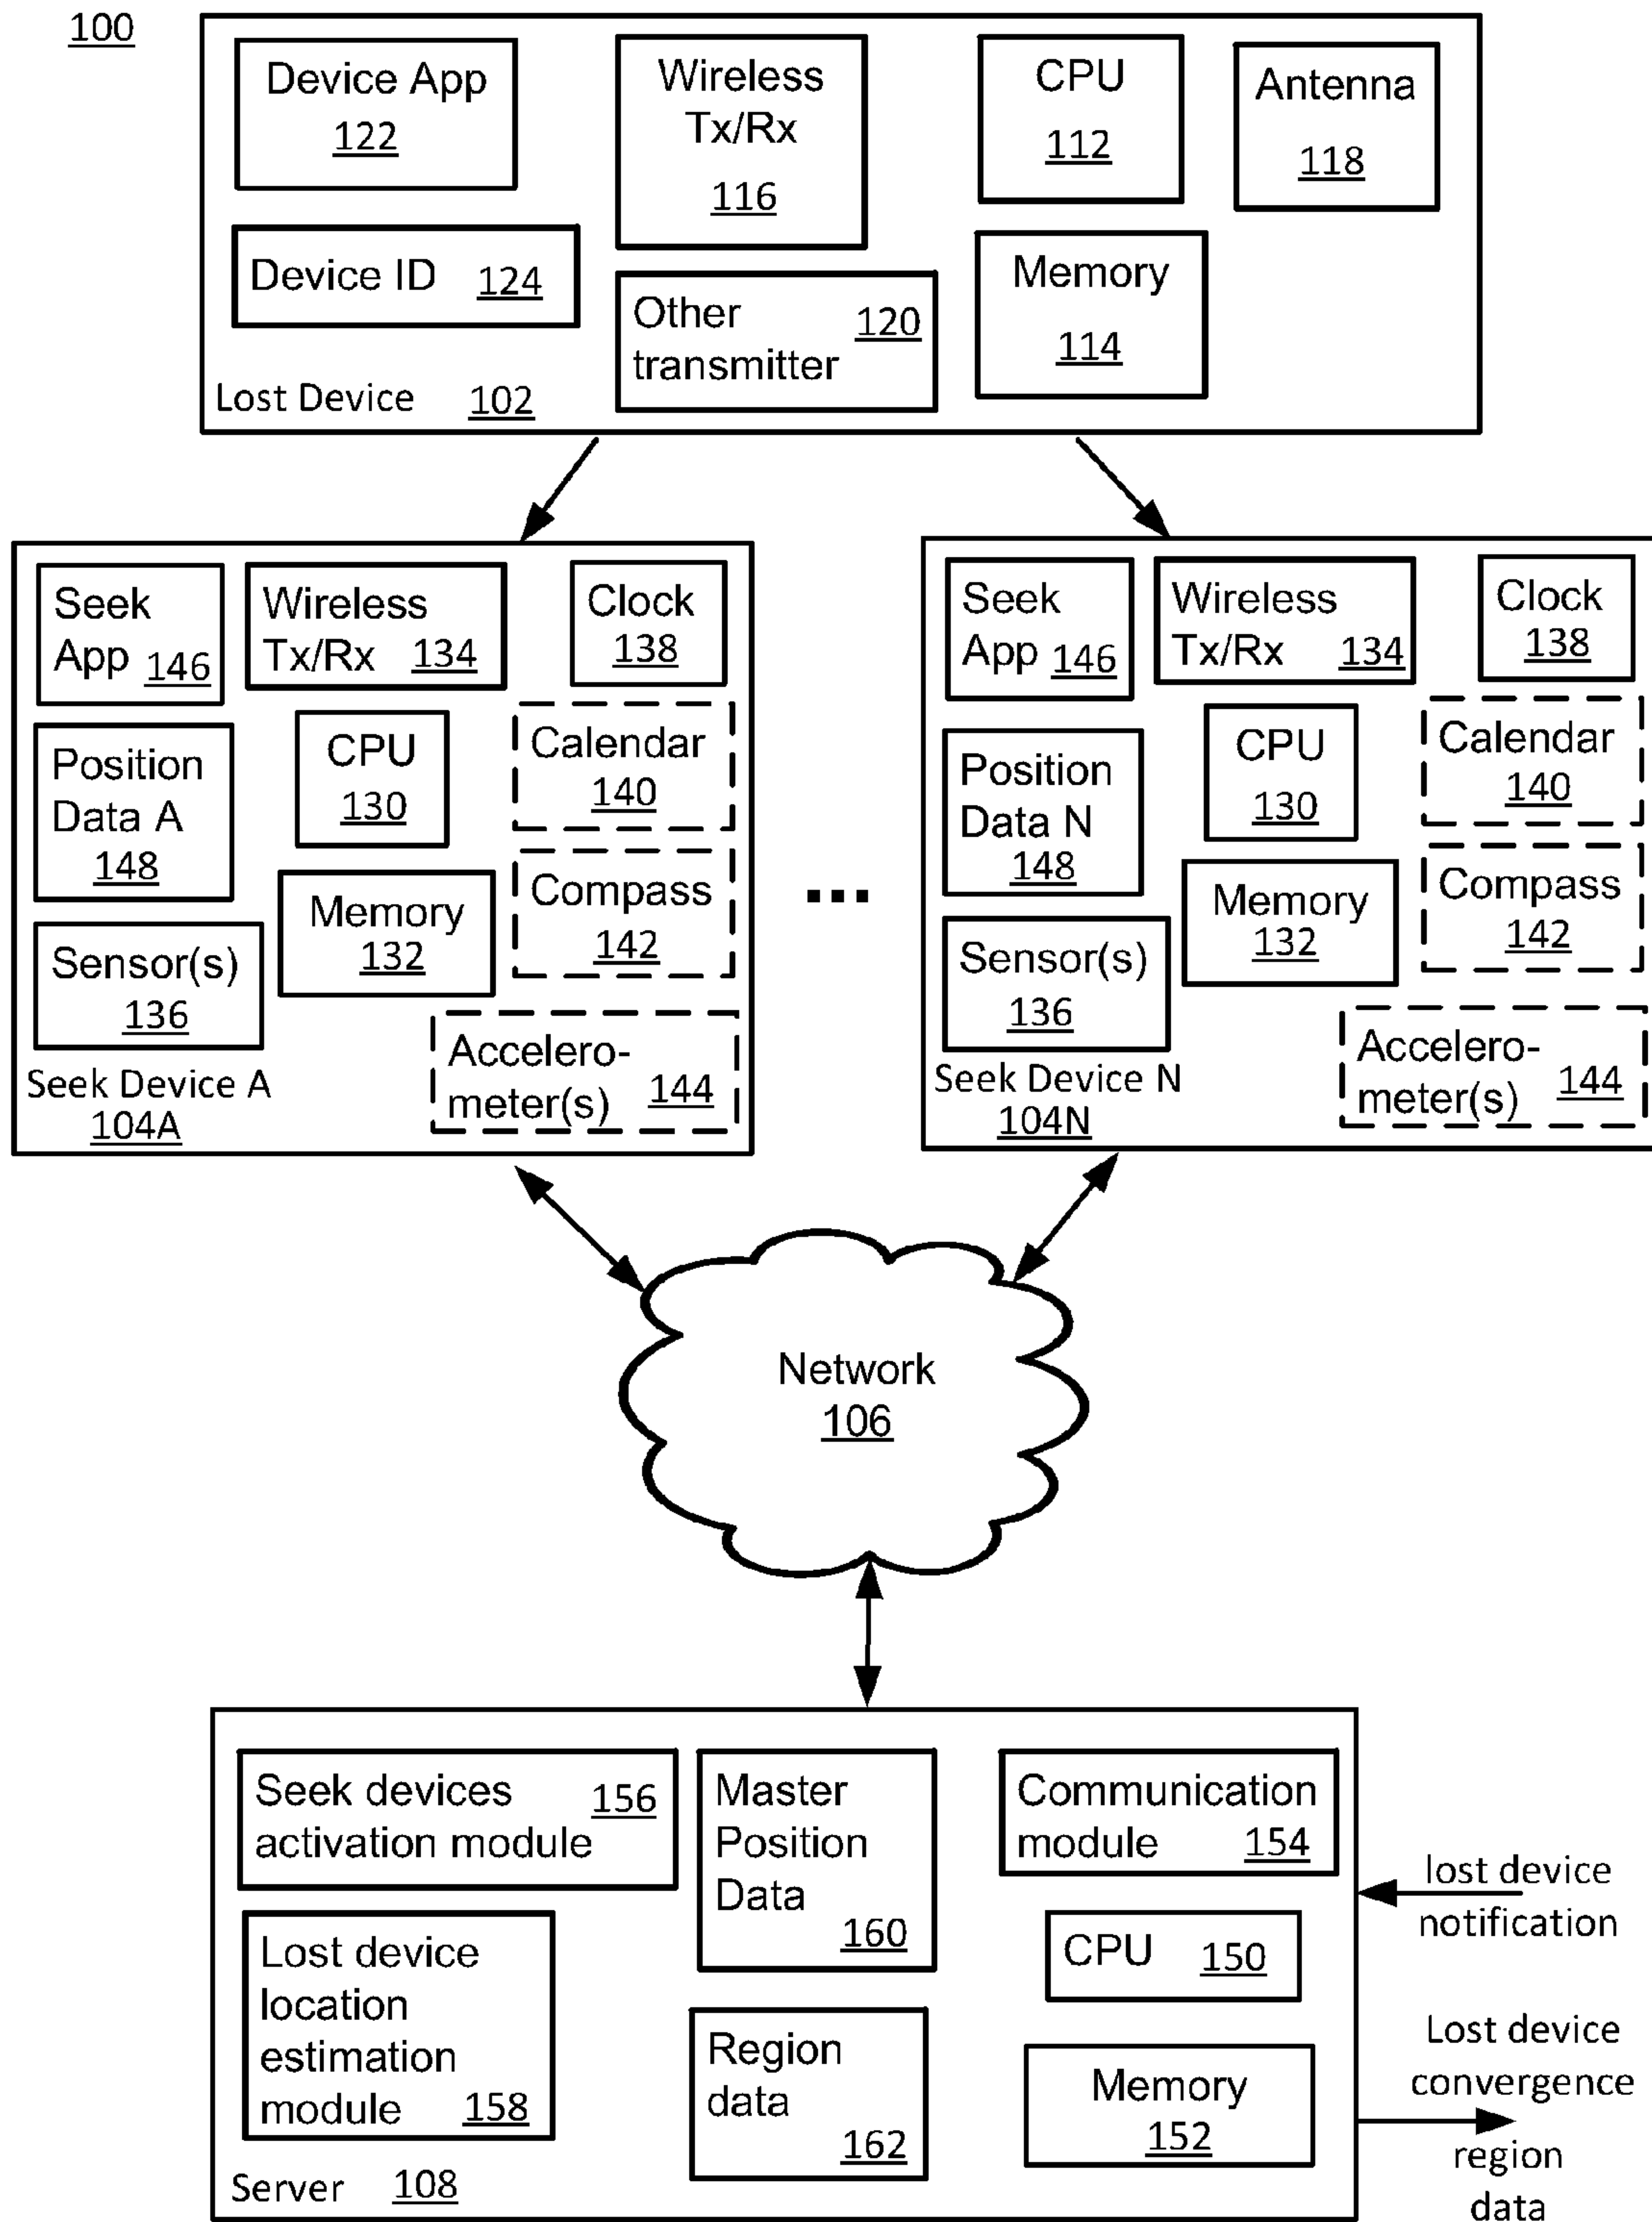 100
Device App
122
Wireless
Tx/Rx
116
CPU
112
Antenna
118
Device ID 124
Other
transmitter 120
Memory
114
Lost Device 102
Seek
App 146
Wireless
Tx/Rx 134
Clock
138
Position
Data A
148
CPU
130
Calendar
140
Memory
132
Compass
142
Sensor(s)
136
Accelero-
meter(s) 144
Seek Device A
104A
...
Seek
App 146
Wireless
Tx/Rx 134
Clock
138
Position
Data N
148
CPU
130
Calendar
140
Memory
132
Compass
142
Sensor(s)
136
Accelero-
meter(s) 144
Seek Device N
104N
Network
106
Seek devices
activation module 156
Master
Position
Data
160
Communication
module 154
Lost device
location
estimation
module 158
CPU 150
Region
data
162
Memory
152
Server 108
lost device
notification
Lost device
convergence
region
data